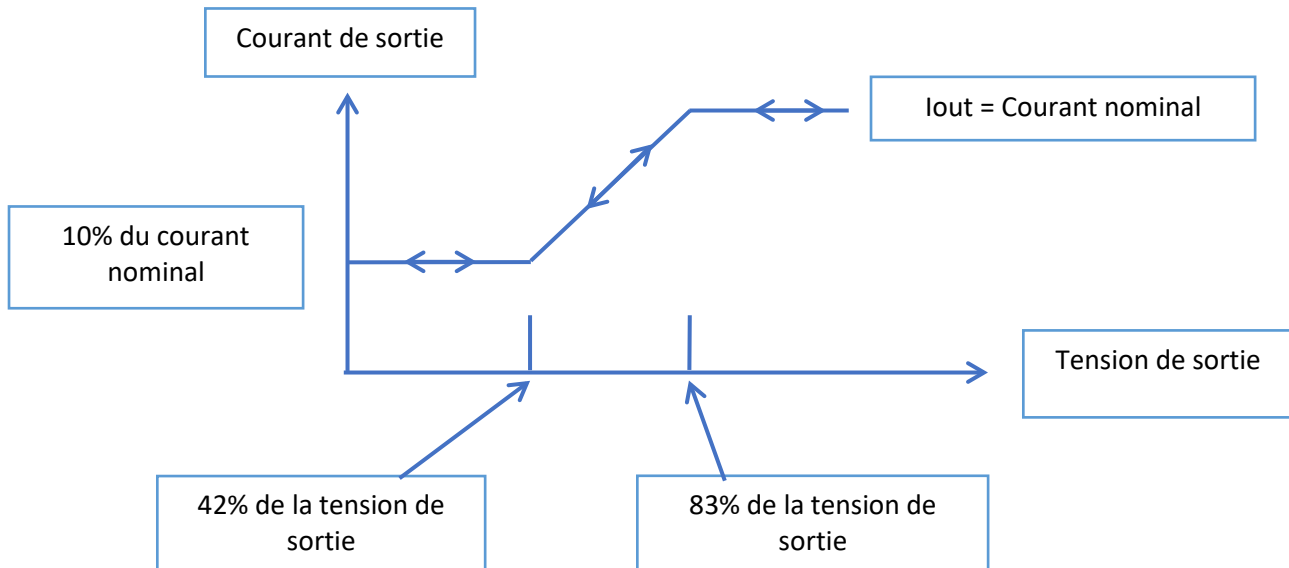 Courant de sortie
Iout = Courant nominal
10% du courant
nominal
Tension de sortie
42% de la tension de
sortie
83% de la tension de
sortie